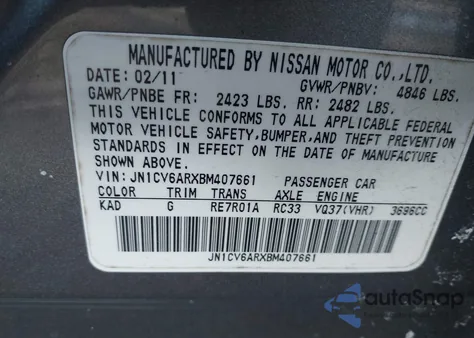 MANUFACTURED BY NISSAN MOTOR CO.,LTD.
DATE: 02/11 GVWR/PNBV: 4846 LBS.
GAWR/PNBE FR: 2423 LBS. RR: 2482 LBS.
THIS VEHICLE CONFORMS TO ALL APPLICABLE FEDERAL
MOTOR VEHICLE SAFETY,BUMPER,AND THEFT PREVENTION
STANDARDS IN EFFECT ON THE DATE OF MANUFACTURE
SHOWN ABOVE.
VIN: JN1CV6ARXBM407661 PASSENGER CAR
COLOR TRIM TRANS AXLE ENGINE
KAD G RE7R01A RC33 VQ37(VHR) 3696CC
JN1CV6ARXBM407661
autoSnap